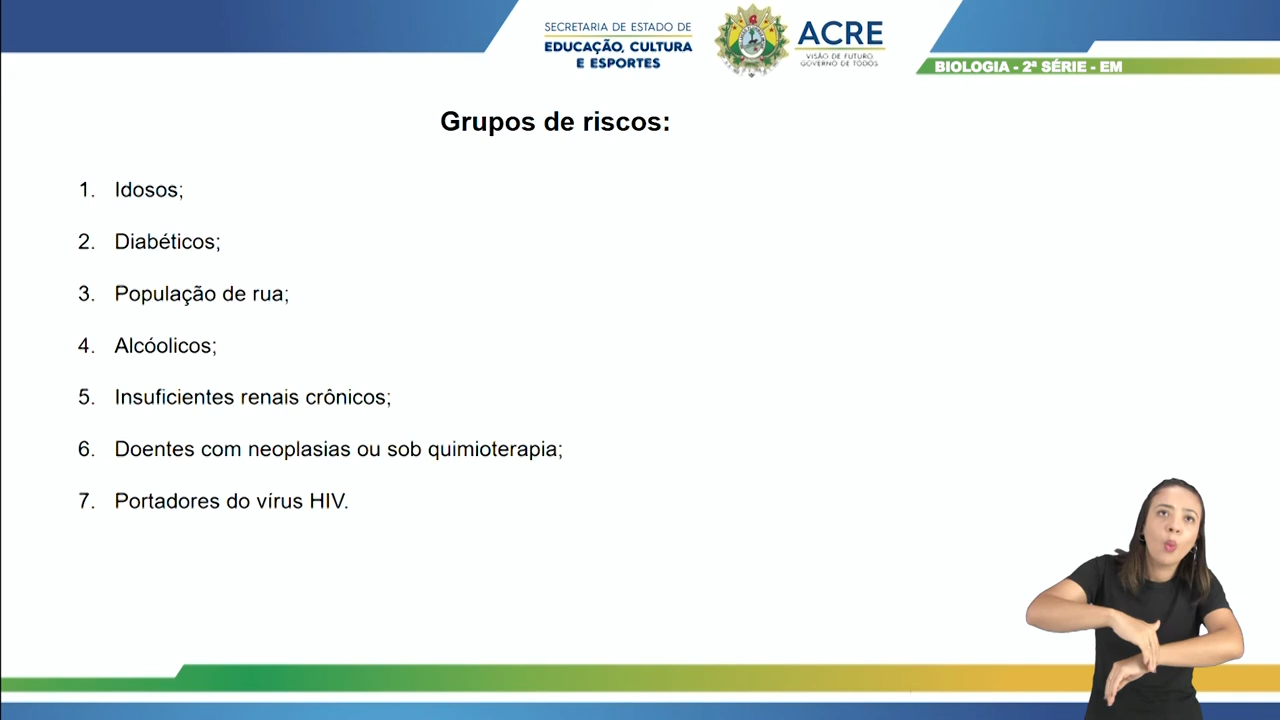 SECRETARIA DE ESTADO DE
EDUCAÇÃO, CULTURA
E ESPORTES
ACRE
VISÃO DE FUTURO
GOVERNO DE TODOS
BIOLOGIA - 2ª SÉRIE - EM
Grupos de riscos:
1. Idosos;
2. Diabéticos;
3. População de rua;
4. Alcóolicos;
5. Insuficientes renais crônicos;
6. Doentes com neoplasias ou sob quimioterapia;
7. Portadores do vírus HIV.